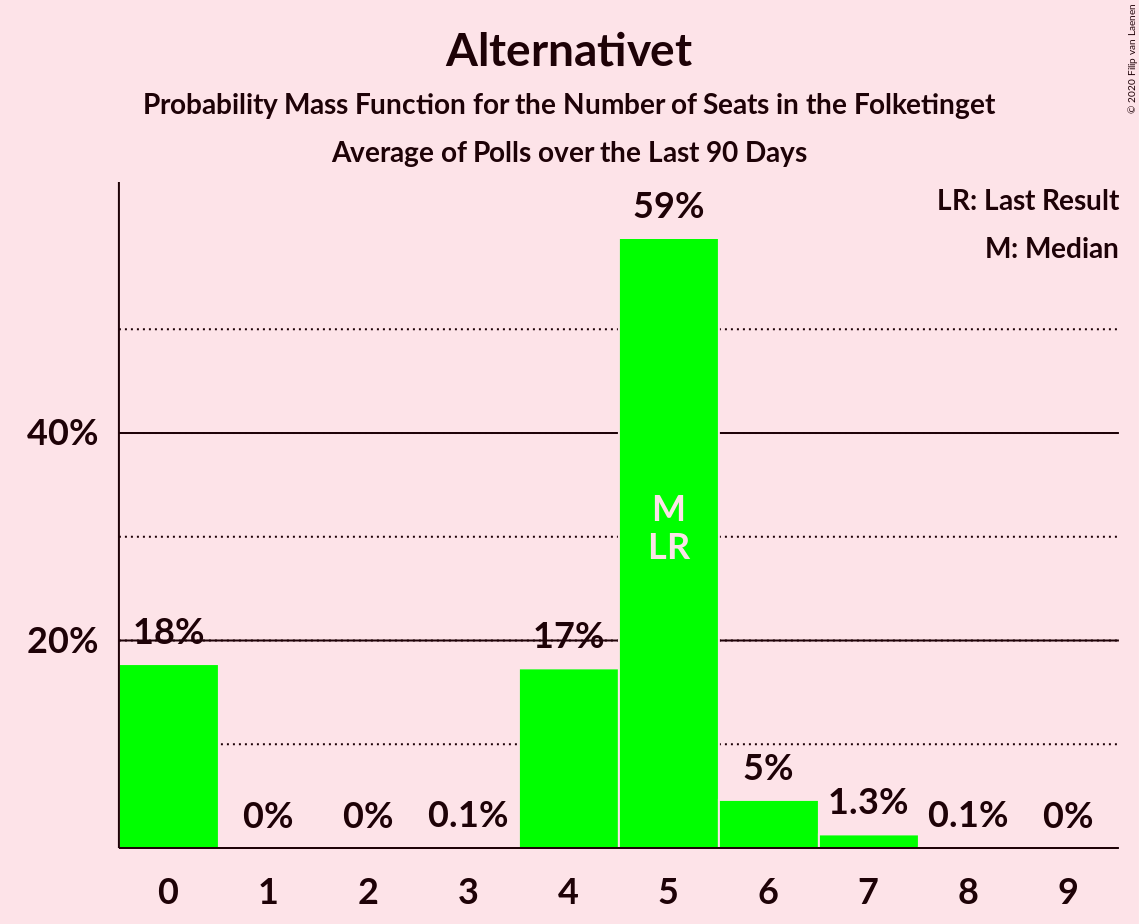 Alternativet
Probability Mass Function for the Number of Seats in the Folketinget
Average of Polls over the Last 90 Days
© 2020 Filip van Laenen
LR: Last Result
M: Median
59%
40%
M
LR
20%
18%
17%
5%
1.3%
0%
0%
0.1%
0.1%
0%
0 1 2 3 4 5 6 7 8 9